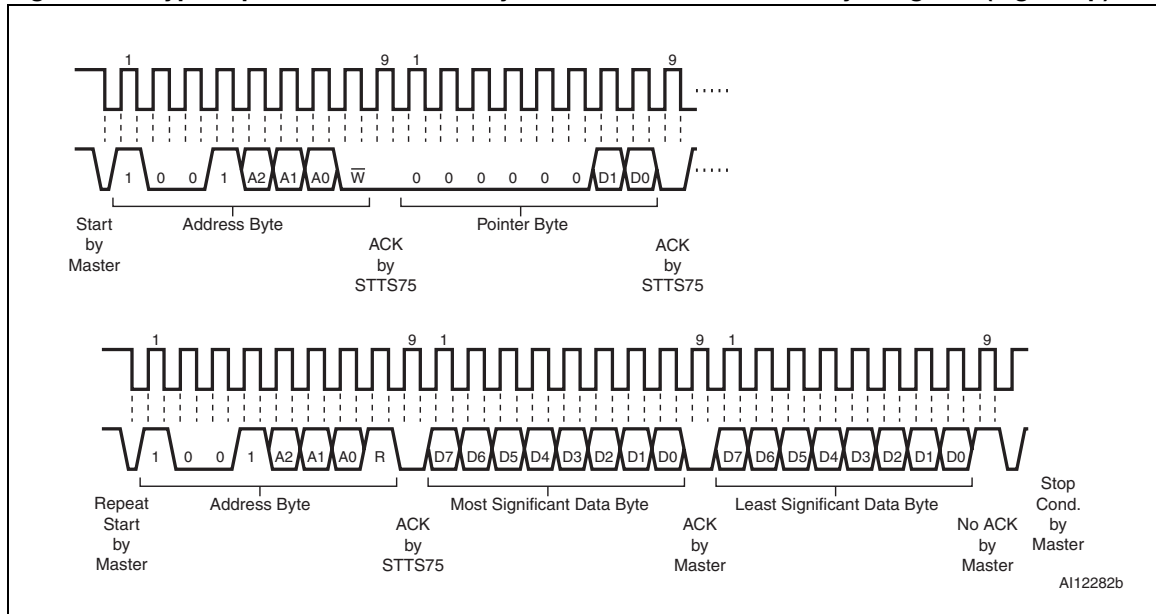 1 9 1 9
1 0 0 1 A2 A1 A0 W 0 0 0 0 0 0 D1 D0
Address Byte Pointer Byte
Start
by
Master
ACK
by
STTS75
ACK
by
STTS75
1 9 1 9 1 9
1 0 0 1 A2 A1 A0 R D7 D6 D5 D4 D3 D2 D1 D0 D7 D6 D5 D4 D3 D2 D1 D0
Address Byte Most Significant Data Byte Least Significant Data Byte
Repeat
Start
by
Master
ACK
by
STTS75
ACK
by
Master
No ACK
by
Master
Stop
Cond.
by
Master
AI12282b